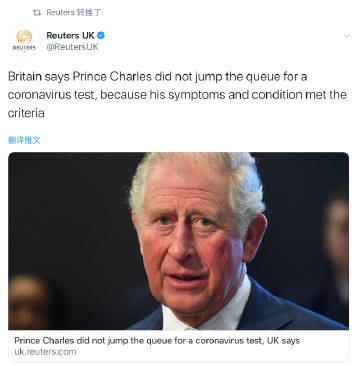 Reuters 转推了
Reuters UK
REUTERS
@ReutersUK
Britain says Prince Charles did not jump the queue for a
coronavirus test, because his symptoms and condition met the
criteria
翻译推文
Prince Charles did not jump the queue for a coronavirus test, UK says
uk.reuters.com